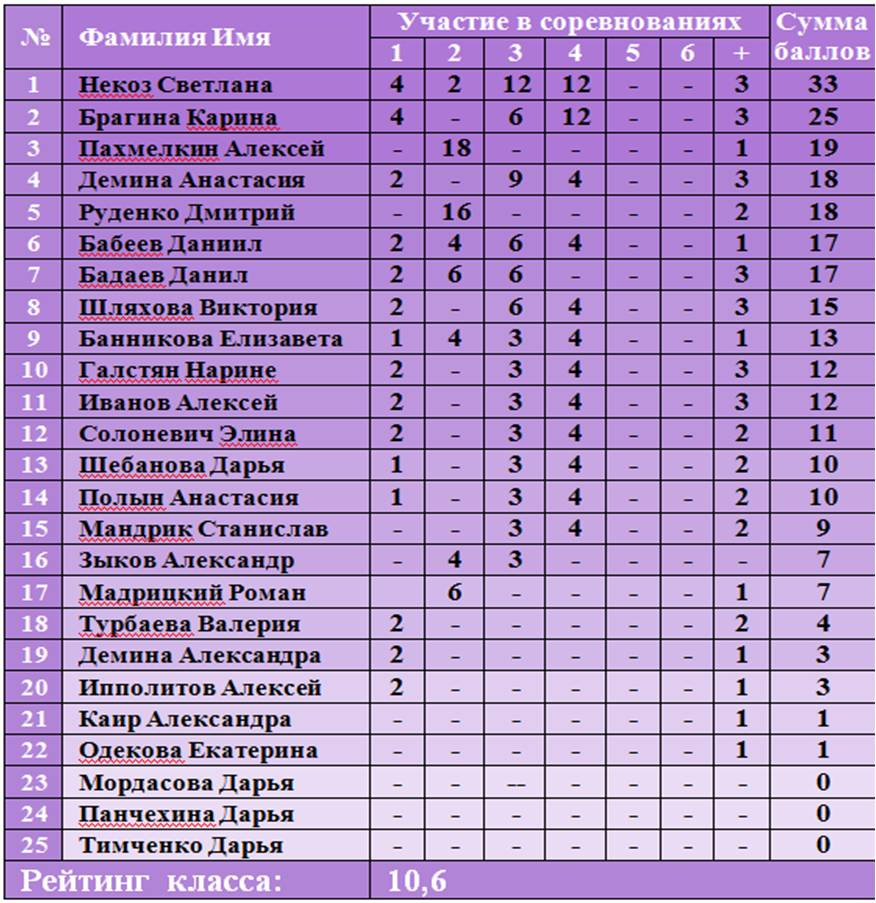 № Фамилия Имя Участие в соревнованиях Сумма баллов
1 2 3 4 5 6 +
1 Некоз Светлана 4 2 12 12 - - 3 33
2 Брагина Карина 4 - 6 12 - - 3 25
3 Пахмелкин Алексей - 18 - - - - 1 19
4 Демина Анастасия 2 - 9 4 - - 3 18
5 Руденко Дмитрий - 16 - - - - 2 18
6 Бабеев Даниил 2 4 6 4 - - 1 17
7 Бадаев Данил 2 6 6 - - - 3 17
8 Шляхова Виктория 2 - 6 4 - - 3 15
9 Банникова Елизавета 1 4 3 4 - - 1 13
10 Галстян Нарине 2 - 3 4 - - 3 12
11 Иванов Алексей 2 - 3 4 - - 3 12
12 Солоневич Элина 2 - 3 4 - - 2 11
13 Шебанова Дарья 1 - 3 4 - - 2 10
14 Полын Анастасия 1 - 3 4 - - 2 10
15 Мандрик Станислав - - 3 4 - - 2 9
16 Зыков Александр - 4 3 - - - - 7
17 Мадрицкий Роман 6 - - - - 1 7
18 Турбаева Валерия 2 - - - - - 2 4
19 Демина Александра 2 - - - - - 1 3
20 Ипполитов Алексей 2 - - - - - 1 3
21 Каир Александра - - - - - - 1 1
22 Одекова Екатерина - - - - - - 1 1
23 Мордасова Дарья - - -- - - - - 0
24 Панчехина Дарья - - - - - - - 0
25 Тимченко Дарья - - - - - - - 0
Рейтинг класса: 10,6